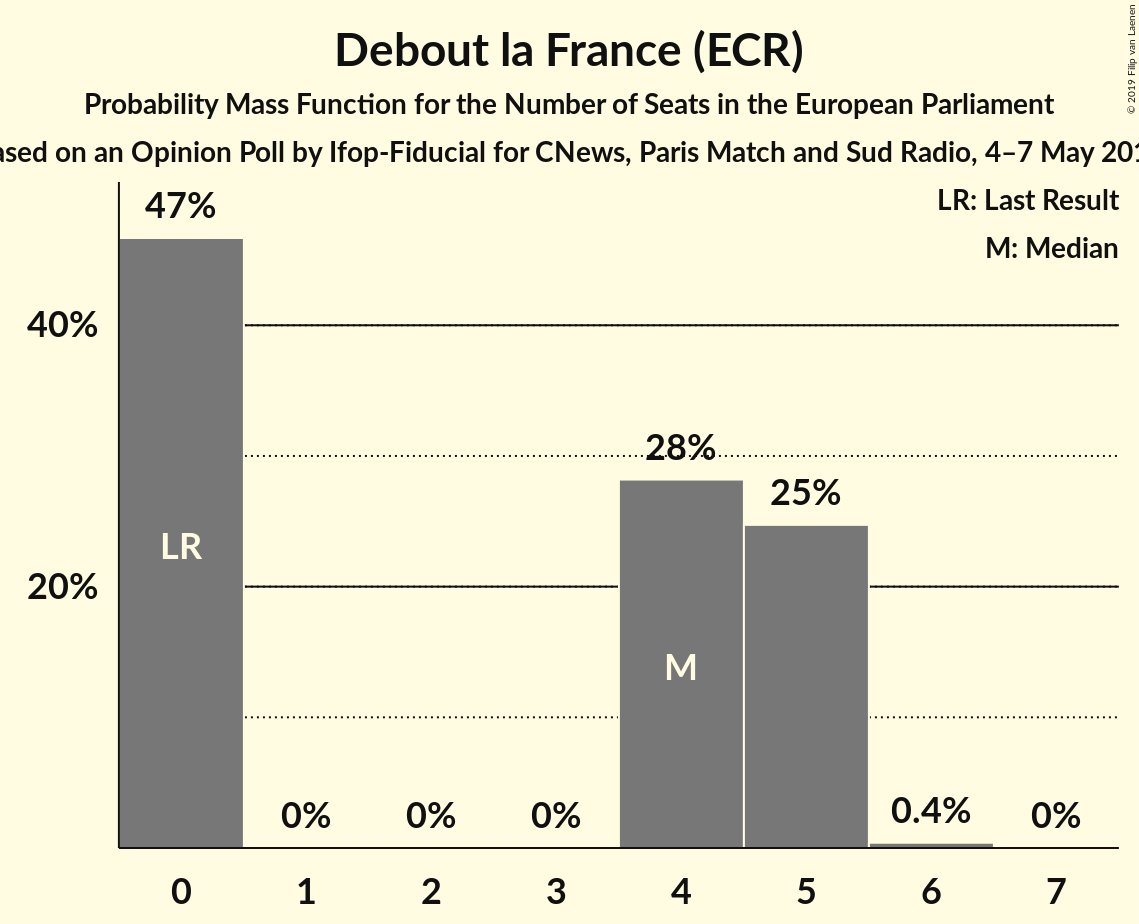 Debout la France (ECR)
Probability Mass Function for the Number of Seats in the European Parliament
on an Opinion Poll by Ifop-Fiducial for CNews, Paris Match and Sud Radio, 4–7 May
© 2019 Filip van Laenen
LR: Last Result
M: Median
47%
40%
28%
25%
LR
20%
M
0%
0%
0%
0.4%
0%
0
1
2
3
4
5
6
7